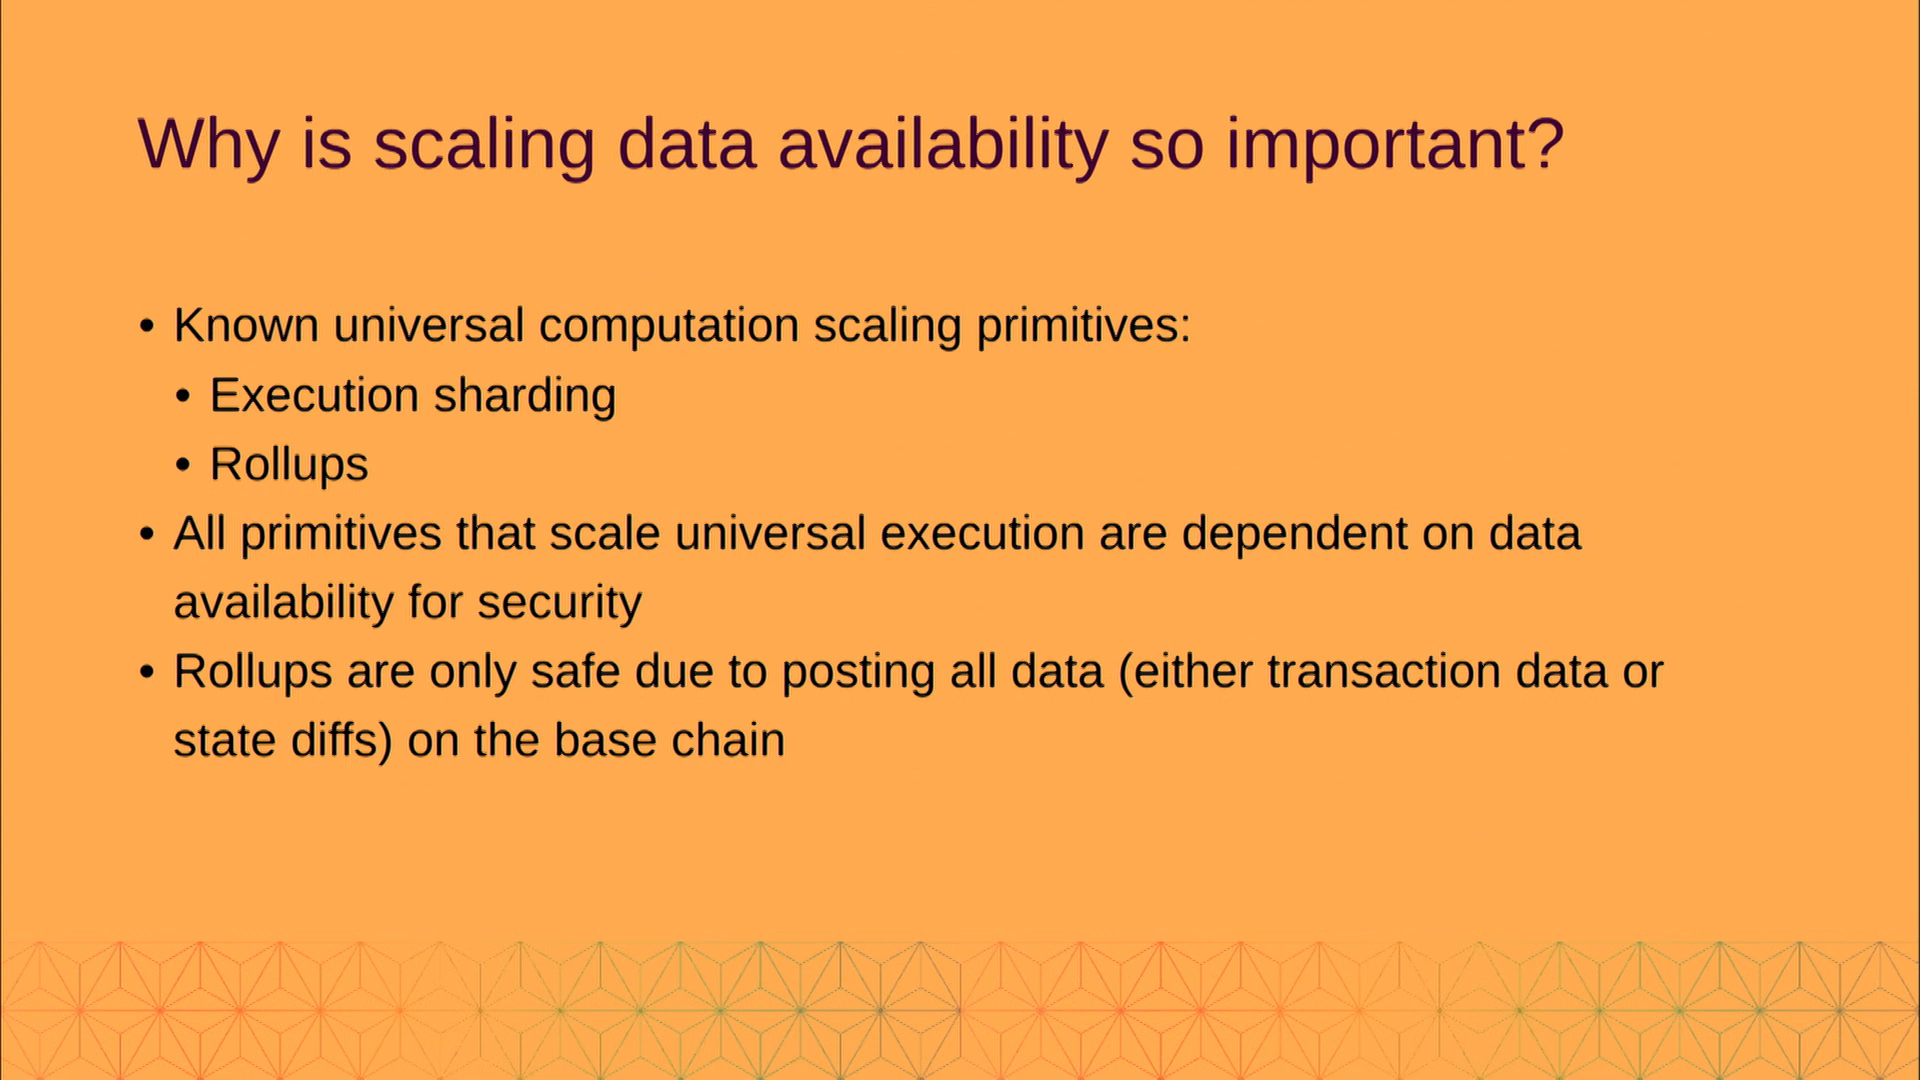 Why is scaling data availability so important?
• Known universal computation scaling primitives:
• Execution sharding
• Rollups
• All primitives that scale universal execution are dependent on data
availability for security
• Rollups are only safe due to posting all data (either transaction data or
state diffs) on the base chain